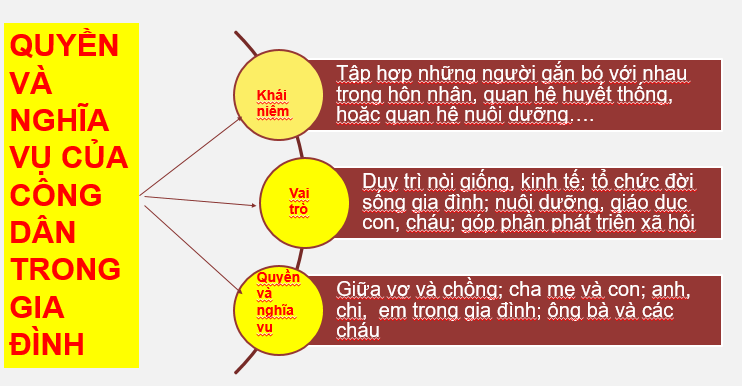 QUYỀN
VÀ
NGHĨA
VỤ CỦA
CÔNG
DÂN
TRONG
GIA
ĐÌNH
Khái
niệm
Tập hợp những người gắn bó với nhau
trong hôn nhân, quan hệ huyết thống,
hoặc quan hệ nuôi dưỡng,...
Vai
trò
Duy trì nòi giống, kinh tế; tổ chức đời
sống gia đình; nuôi dưỡng, giáo dục
con, cháu; góp phần phát triển xã hội
Quyền
và
nghĩa
vụ
Giữa vợ và chồng; cha mẹ và con; anh,
chị, em trong gia đình; ông bà và các
cháu